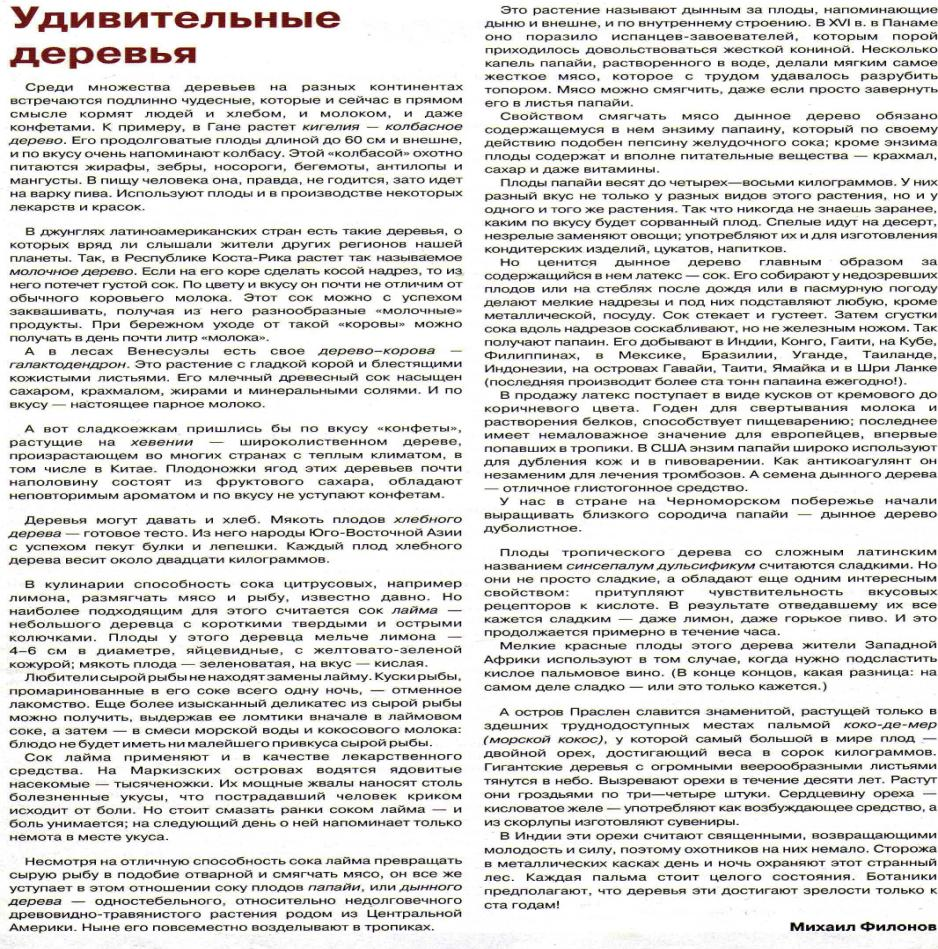 Удивительные
деревья
Среди множества деревьев на разных континентах
встречаются подлинно чудесные, которые и сейчас в прямом
смысле кормят людей и хлебом, и молоком, и даже
конфетами. К примеру, в Гане растет кигелия — колбасное
дерево. Его продолговатые плоды длиной до 60 см и внешне,
и по вкусу очень напоминают колбасу. Этой «колбасой» охотно
питаются жирафы, зебры, носороги, бегемоты, антилопы и
мангусты. В пищу человека она, правда, не годится, зато идет
на варку пива. Используют плоды и в производстве некоторых
лекарств и красок.
В джунглях латиноамериканских стран есть такие деревья, о
которых вряд ли слышали жители других регионов нашей
планеты. Так, в Республике Коста-Рика растет так называемое
молочное дерево. Если на его коре сделать косой надрез, то из
него потечет густой сок. По цвету и вкусу он почти не отличим от
обычного коровьего молока. Этот сок можно с успехом
заквашивать, получая из него разнообразные «молочные»
продукты. При бережном уходе от такой «коровы» можно
получать в день почти литр «молока».
А в лесах Венесуэлы есть свое дерево–корова —
галактодендрон. Это растение с гладкой корой и блестящими
кожистыми листьями. Его млечный древесный сок насыщен
сахаром, крахмалом, жирами и минеральными солями. И по
вкусу — настоящее парное молоко.
А вот сладкоежкам пришлись бы по вкусу «конфеты»,
растущие на хевении — широколиственном дереве,
произрастающем во многих странах с теплым климатом, в
том числе в Китае. Плодоножки ягод этих деревьев почти
наполовину состоят из фруктового сахара, обладают
неповторимым ароматом и по вкусу не уступают конфетам.
Деревья могут давать и хлеб. Мякоть плодов хлебного
дерева — готовое тесто. Из него народы Юго-Восточной Азии
с успехом пекут булки и лепешки. Каждый плод хлебного
дерева весит около двадцати килограммов.
В кулинарии способность сока цитрусовых, например
лимона, размягчать мясо и рыбу, известно давно. Но
наиболее подходящим для этого считается сок лайма —
небольшого деревца с короткими твердыми и острыми
колючками. Плоды у этого деревца мельче лимона —
4–6 см в диаметре, яйцевидные, с желтовато-зеленой
кожурой; мякоть плода — зеленоватая, на вкус — кислая.
Любители сырой рыбы не находят замены лайму. Куски рыбы,
промаринованные в его соке всего одну ночь, — отменное
лакомство. Еще более изысканный деликатес из сырой рыбы
можно получить, выдержав ее ломтики вначале в лаймовом
соке, а затем — в смеси морской воды и кокосового молока:
блюдо не будет иметь ни малейшего привкуса сырой рыбы.
Сок лайма применяют и в качестве лекарственного
средства. На Маркизских островах водятся ядовитые
насекомые — тысяченожки. Их мощные жвалы наносят столь
болезненные укусы, что пострадавший человек криком
исходит от боли. Но стоит смазать ранки соком лайма — и
боль унимается; на следующий день о ней напоминает только
немота в месте укуса.
Несмотря на отличную способность сока лайма превращать
сырую рыбу в подобие отварной и смягчать мясо, он все же
уступает в этом отношении соку плодов папайи, или дынного
дерева — одностебельного, относительно недолговечного
древовидно-травянистого растения родом из Центральной
Америки. Ныне его повсеместно возделывают в тропиках.
Это растение называют дынным за плоды, напоминающие
дыню и внешне, и по внутреннему строению. В XVI в. в Панаме
оно поразило испанцев-завоевателей, которым порой
приходилось довольствоваться жесткой кониной. Несколько
капель папайи, растворенного в воде, делали мягким самое
жесткое мясо, которое с трудом удавалось разрубить
топором. Мясо можно смягчить, даже если просто завернуть
его в листья папайи.
Свойством смягчать мясо дынное дерево обязано
содержащемуся в нем энзиму папаину, который по своему
действию подобен пепсину желудочного сока; кроме энзима
плоды содержат и вполне питательные вещества — крахмал,
сахар и даже витамины.
Плоды папайи весят до четырех—восьми килограммов. У них
разный вкус не только у разных видов этого растения, но и у
одного и того же растения. Так что никогда не знаешь заранее,
каким по вкусу будет сорванный плод. Спелые идут на десерт,
незрелые заменяют овощи; употребляют их и для изготовления
кондитерских изделий, цукатов, напитков.
Но ценится дынное дерево главным образом за
содержащийся в нем латекс — сок. Его собирают у недозревших
плодов или на стеблях после дождя или в пасмурную погоду
делают мелкие надрезы и под них подставляют любую, кроме
металлической, посуду. Сок стекает и густеет. Затем сгустки
сока вдоль надрезов соскабливают, но не железным ножом. Так
получают папаин. Его добывают в Индии, Конго, Гаити, на Кубе,
Филиппинах, в Мексике, Бразилии, Уганде, Таиланде,
Индонезии, на островах Гавайи, Таити, Ямайка и в Шри Ланке
(последняя производит более ста тонн папаина ежегодно!).
В продажу латекс поступает в виде кусков от кремового до
коричневого цвета. Годен для свертывания молока и
растворения белков, способствует пищеварению; последнее
имеет немаловажное значение для европейцев, впервые
попавших в тропики. В США энзим папайи широко используют
для дубления кож и в пивоварении. Как антикоагулянт он
незаменим для лечения тромбозов. А семена дынного дерева
— отличное глистогонное средство.
У нас в стране на Черноморском побережье начали
выращивать близкого сородича папайи — дынное дерево
дуболистное.
Плоды тропического дерева со сложным латинским
названием синсепалум дульсификум считаются сладкими. Но
они не просто сладкие, а обладают еще одним интересным
свойством: притупляют чувствительность вкусовых
рецепторов к кислоте. В результате отведавшему их все
кажется сладким — даже лимон, даже горькое пиво. И это
продолжается примерно в течение часа.
Мелкие красные плоды этого дерева жители Западной
Африки используют в том случае, когда нужно подсластить
кислое пальмовое вино. (В конце концов, какая разница: на
самом деле сладко — или это только кажется.)
А остров Праслен славится знаменитой, растущей только в
здешних труднодоступных местах пальмой коко-де-мер
(морской кокос), у которой самый большой в мире плод —
двойной орех, достигающий веса в сорок килограммов.
Гигантские деревья с огромными веерообразными листьями
тянутся в небо. Вызревают орехи в течение десяти лет. Растут
они гроздьями по три—четыре штуки. Сердцевину ореха —
кисловатое желе — употребляют как возбуждающее средство, а
из скорлупы изготовляют сувениры.
В Индии эти орехи считают священными, возвращающими
молодость и силу, поэтому охотников на них немало. Сторожа
в металлических касках день и ночь охраняют этот странный
лес. Каждая пальма стоит целого состояния. Ботаники
предполагают, что деревья эти достигают зрелости только к
ста годам!
Михаил Филонов